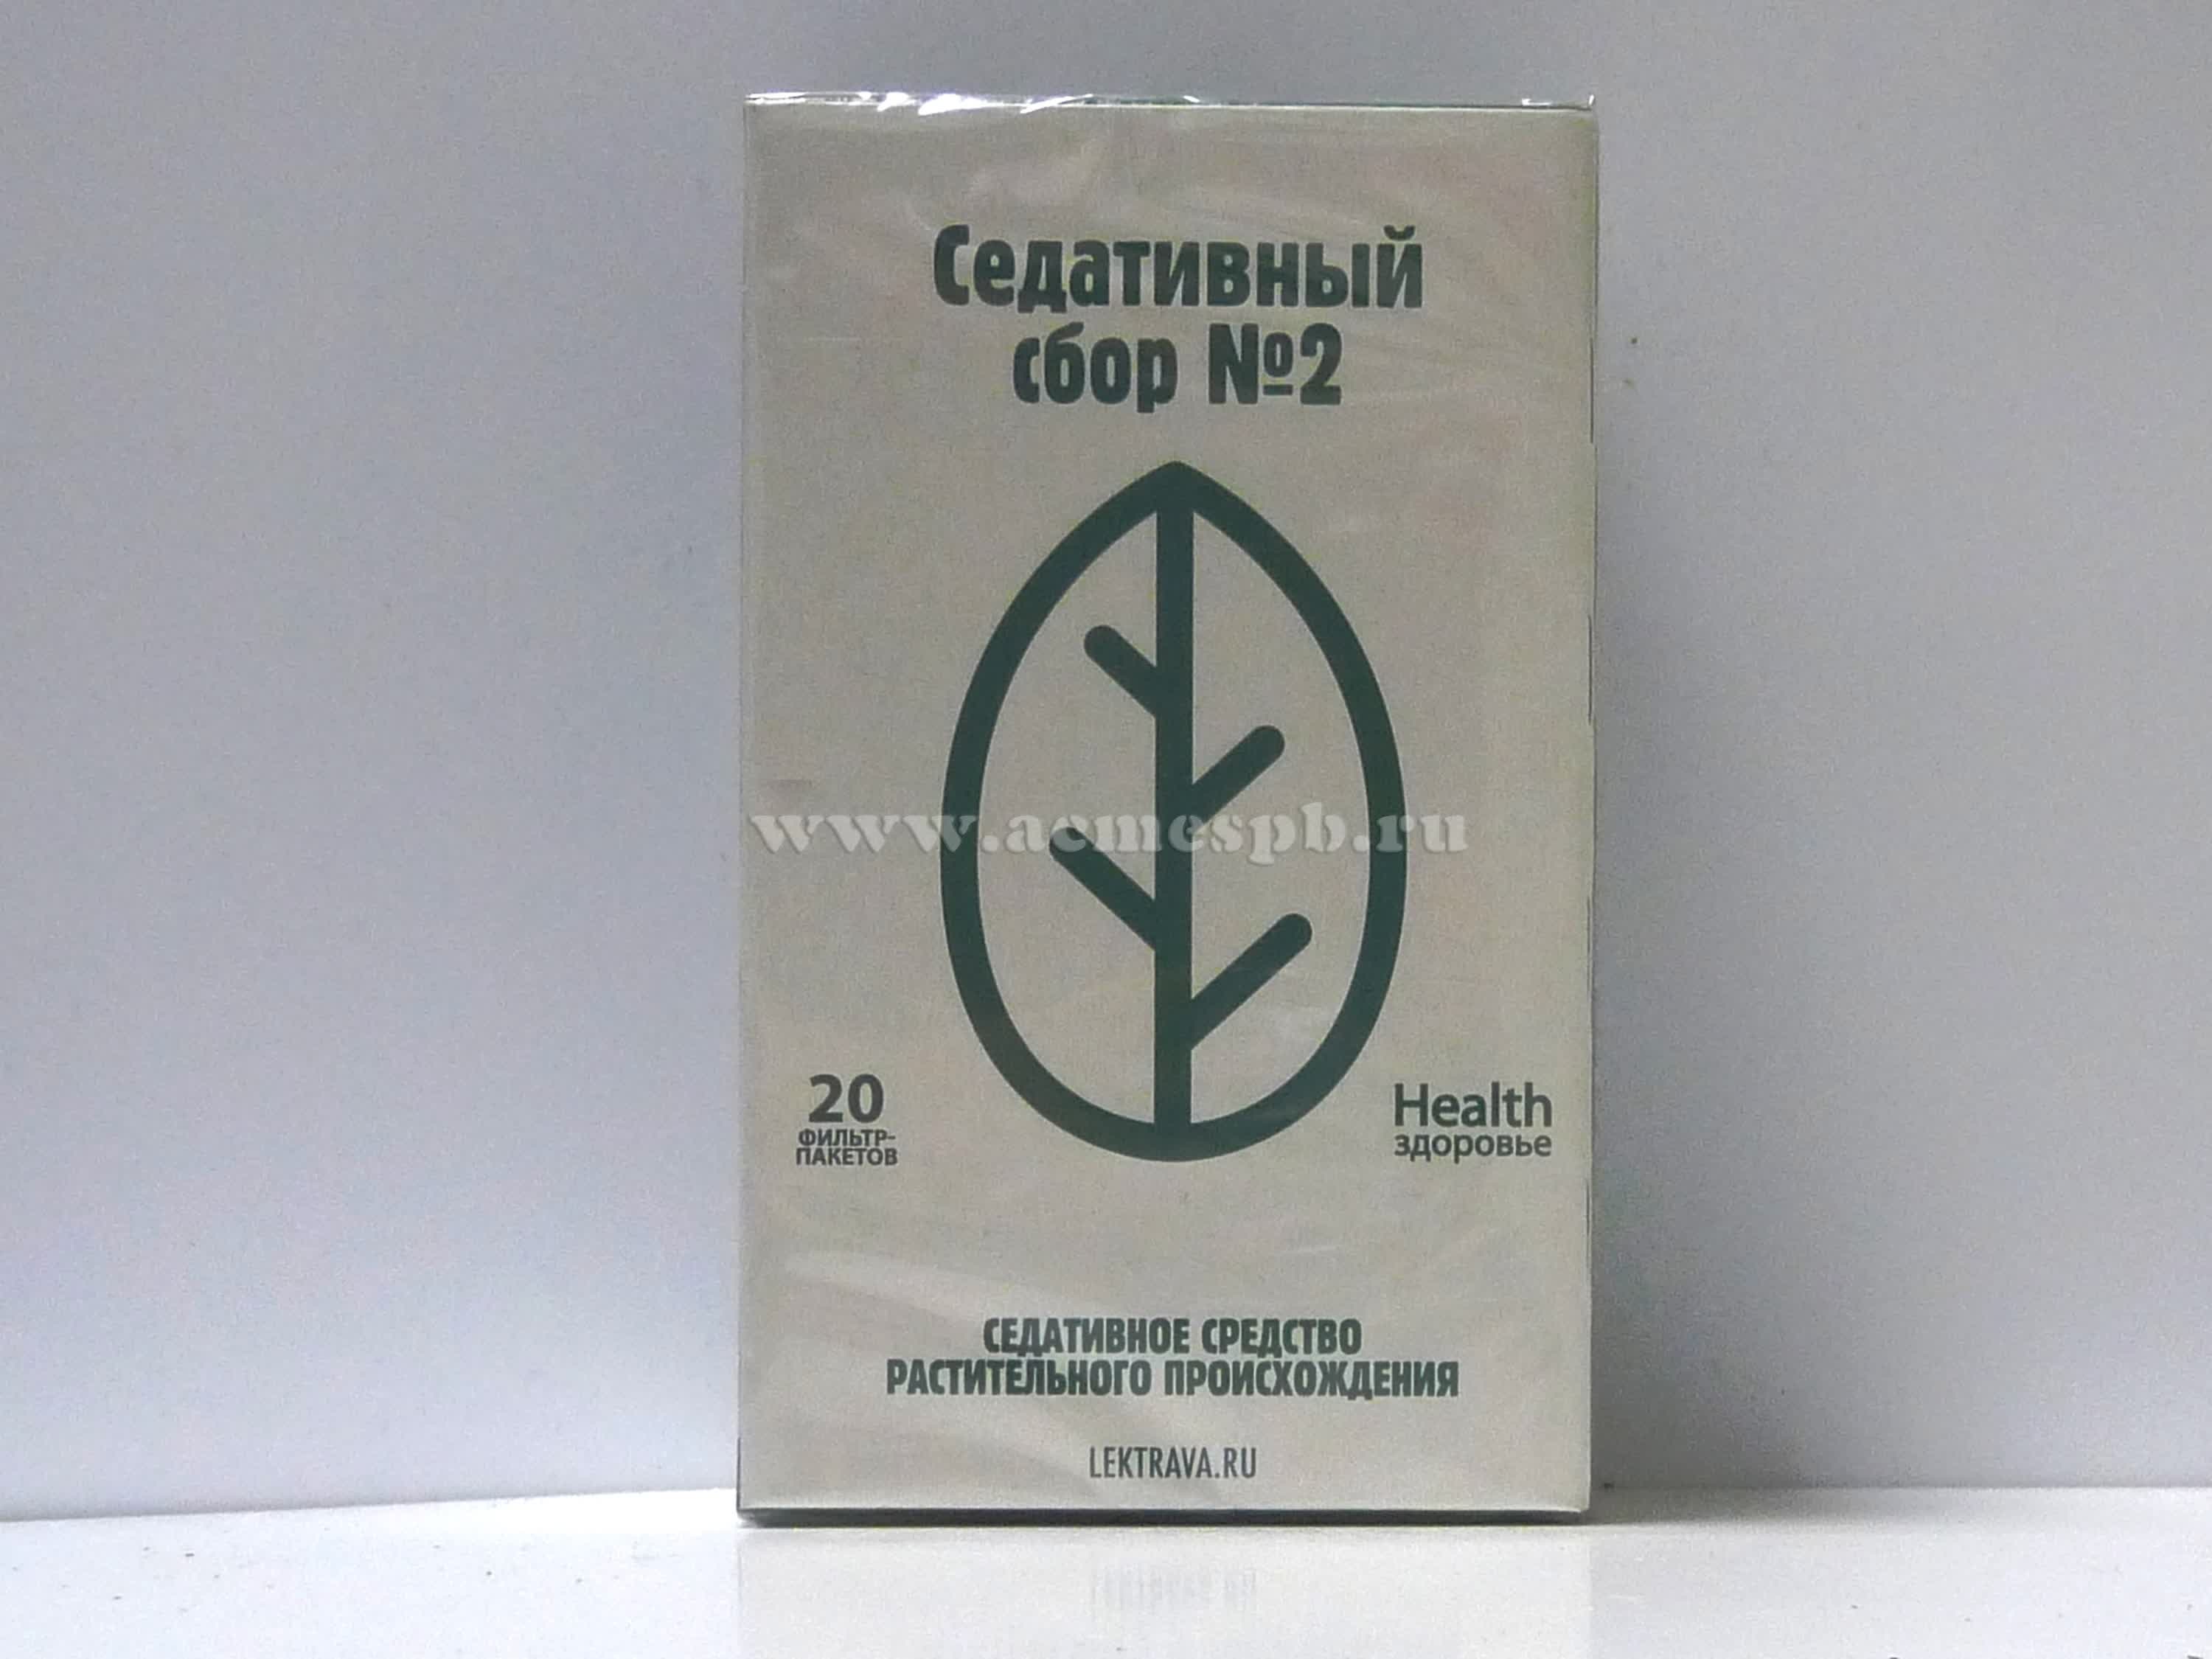 Седативный
сбор №2
www.acmespb.ru
20
ФИЛЬТР-
ПАКЕТОВ
Health
здоровье
СЕДАТИВНОЕ СРЕДСТВО
РАСТИТЕЛЬНОГО ПРОИСХОЖДЕНИЯ
LEKTRAVA.RU